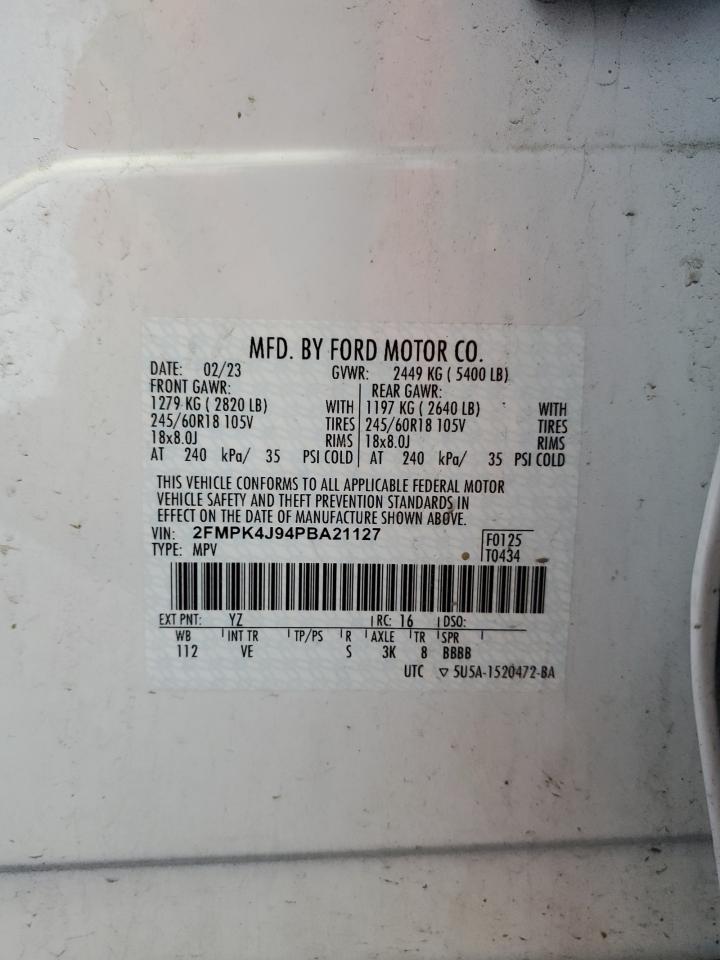 MFD. BY FORD MOTOR CO.
DATE: 02/23 GVWR: 2449 KG ( 5400 LB)
FRONT GAWR: REAR GAWR:
1279 KG ( 2820 LB) WITH 1197 KG ( 2640 LB) WITH
245/60R18 105V TIRES 245/60R18 105V TIRES
18x8.0J RIMS 18x8.0J RIMS
AT 240 kPa/ 35 PSI COLD AT 240 kPa/ 35 PSI COLD
THIS VEHICLE CONFORMS TO ALL APPLICABLE FEDERAL MOTOR
VEHICLE SAFETY AND THEFT PREVENTION STANDARDS IN
EFFECT ON THE DATE OF MANUFACTURE SHOWN ABOVE.
VIN: 2FMPK4J94PBA21127 F0125
TYPE: MPV T0434
EXT PNT: YZ RC: 16 DSO:
WB INT TR TP/PS R AXLE TR SPR
112 VE S 3K 8 BBBB
UTC ▽ 5U5A-1520472-BA